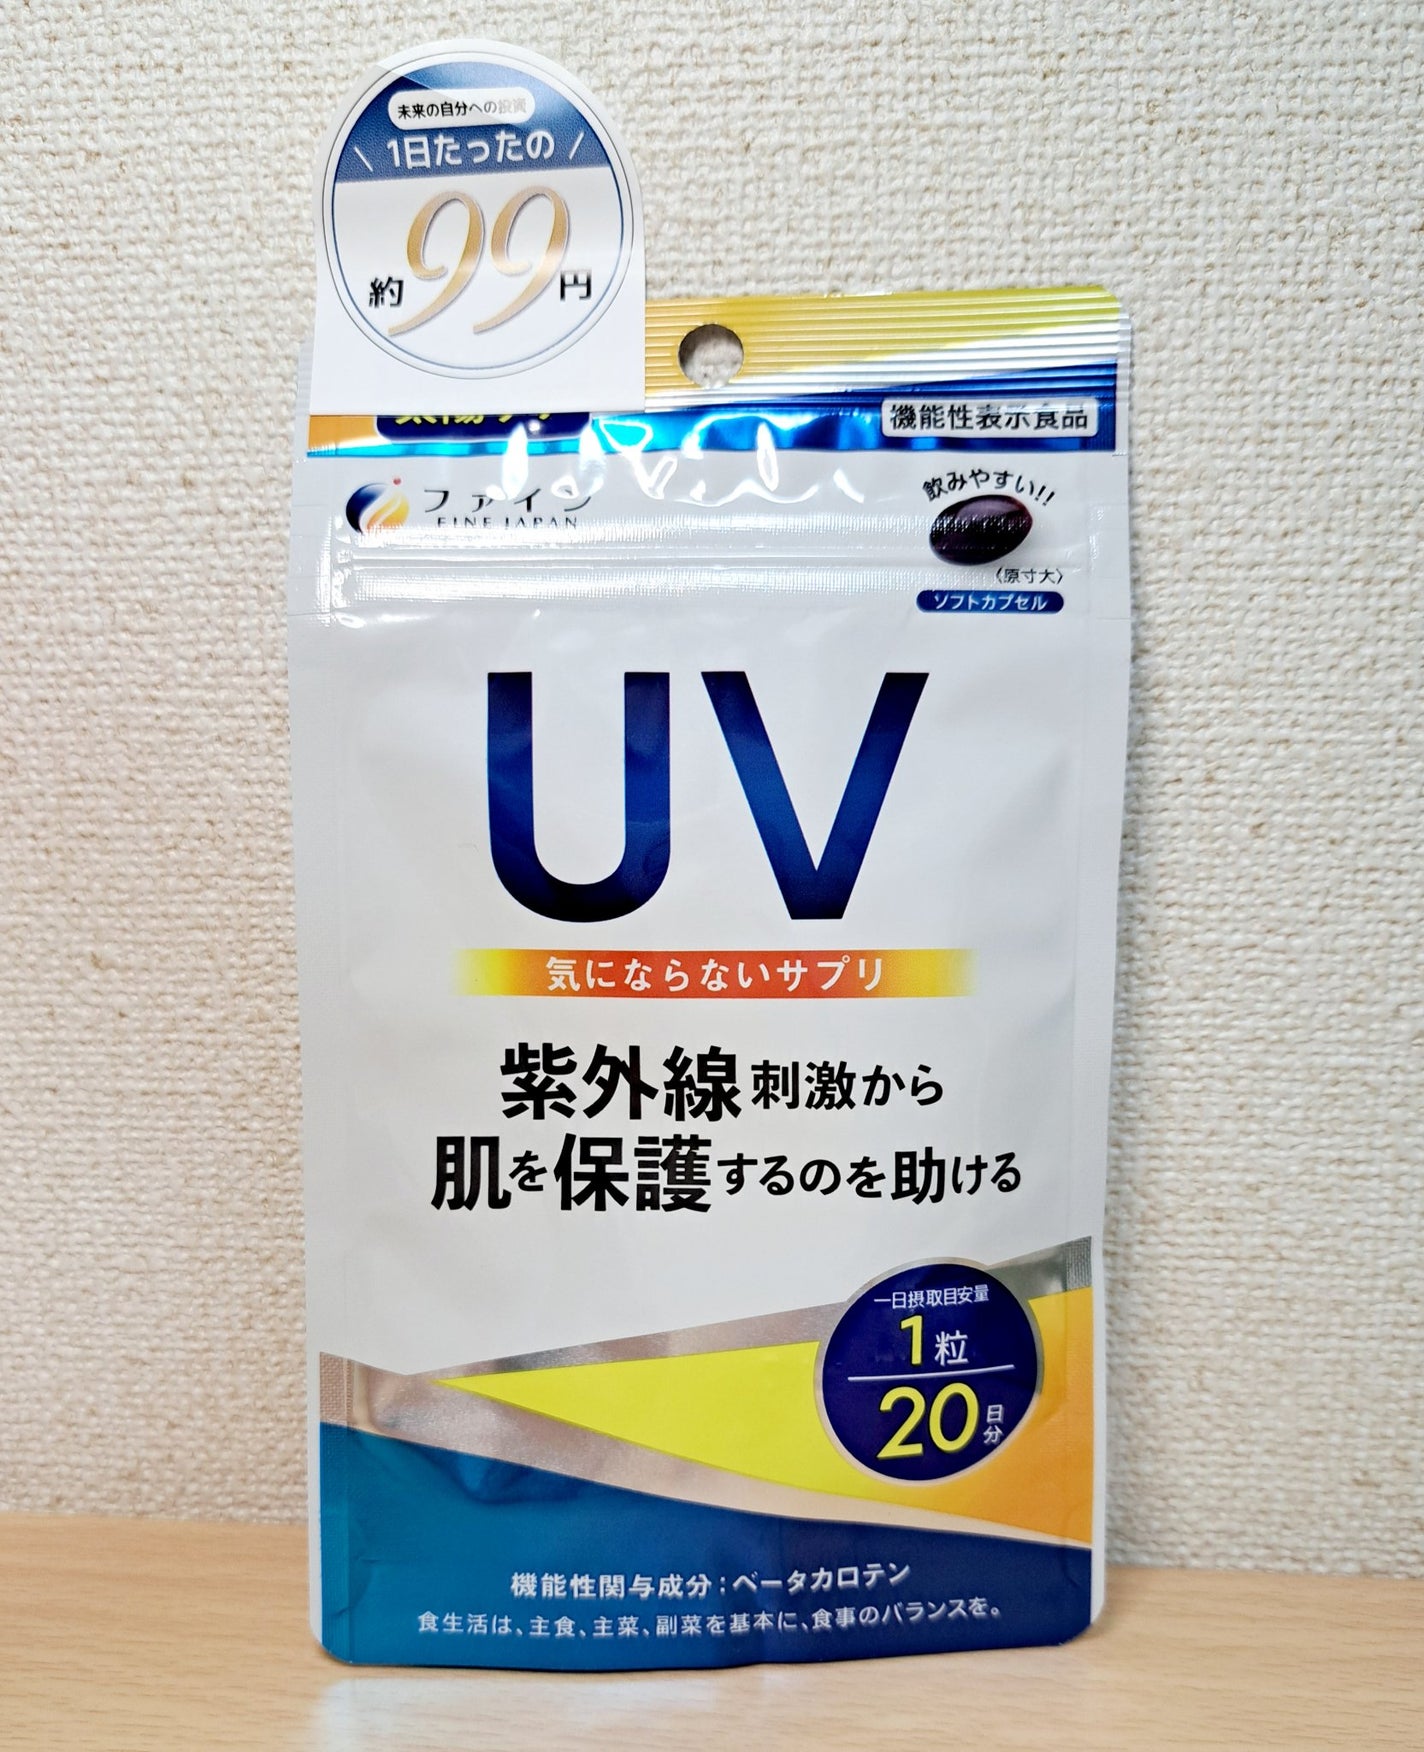 未来の自分への投資
1日たったの
約99円
機能性表示食品
ファイン
FINE JAPAN
飲みやすい!!
〈原寸大〉
ソフトカプセル
UV
気にならないサプリ
紫外線刺激から
肌を保護するのを助ける
一日摂取目安量
1粒
20日分
機能性関与成分：ベータカロテン
食生活は、主食、主菜、副菜を基本に、食事のバランスを。